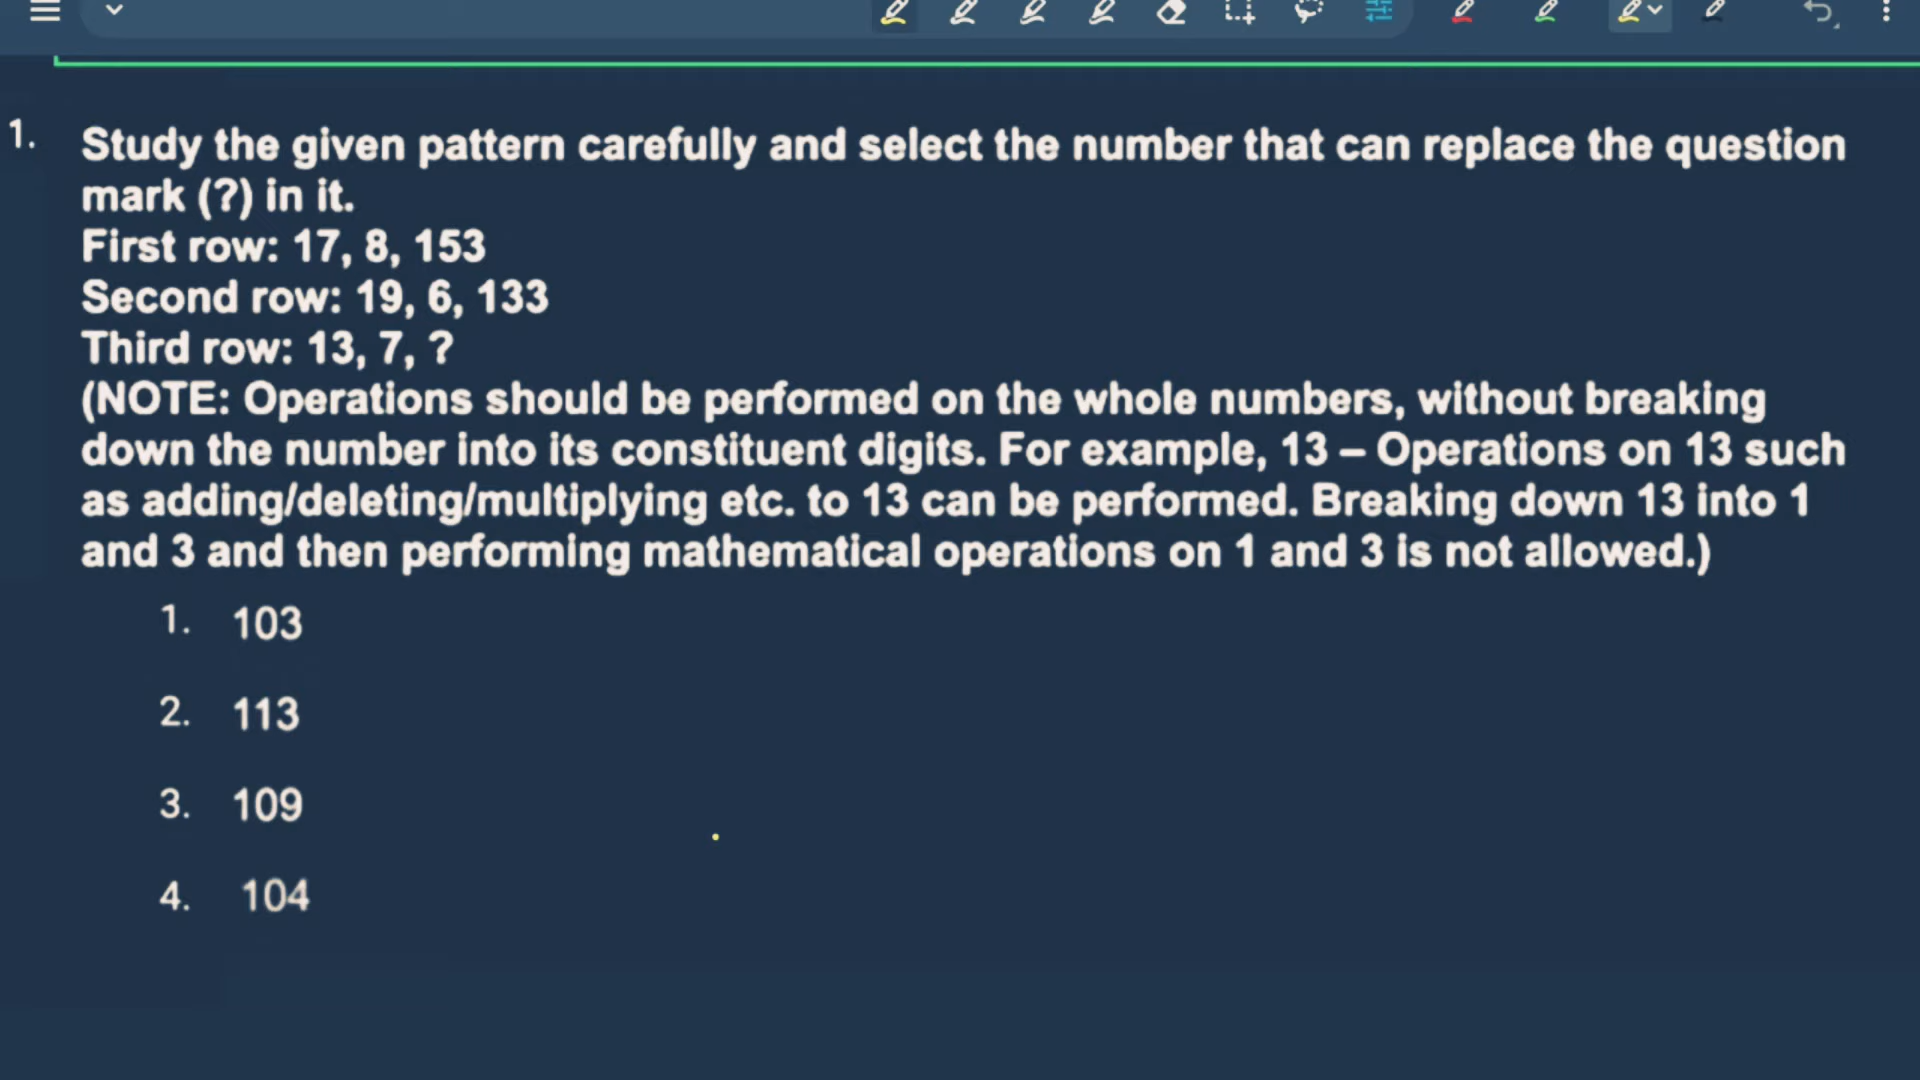 1. Study the given pattern carefully and select the number that can replace the question
mark (?) in it.
First row: 17, 8, 153
Second row: 19, 6, 133
Third row: 13, 7, ?
(NOTE: Operations should be performed on the whole numbers, without breaking
down the number into its constituent digits. For example, 13 – Operations on 13 such
as adding/deleting/multiplying etc. to 13 can be performed. Breaking down 13 into 1
and 3 and then performing mathematical operations on 1 and 3 is not allowed.)
1. 103
2. 113
3. 109
4. 104